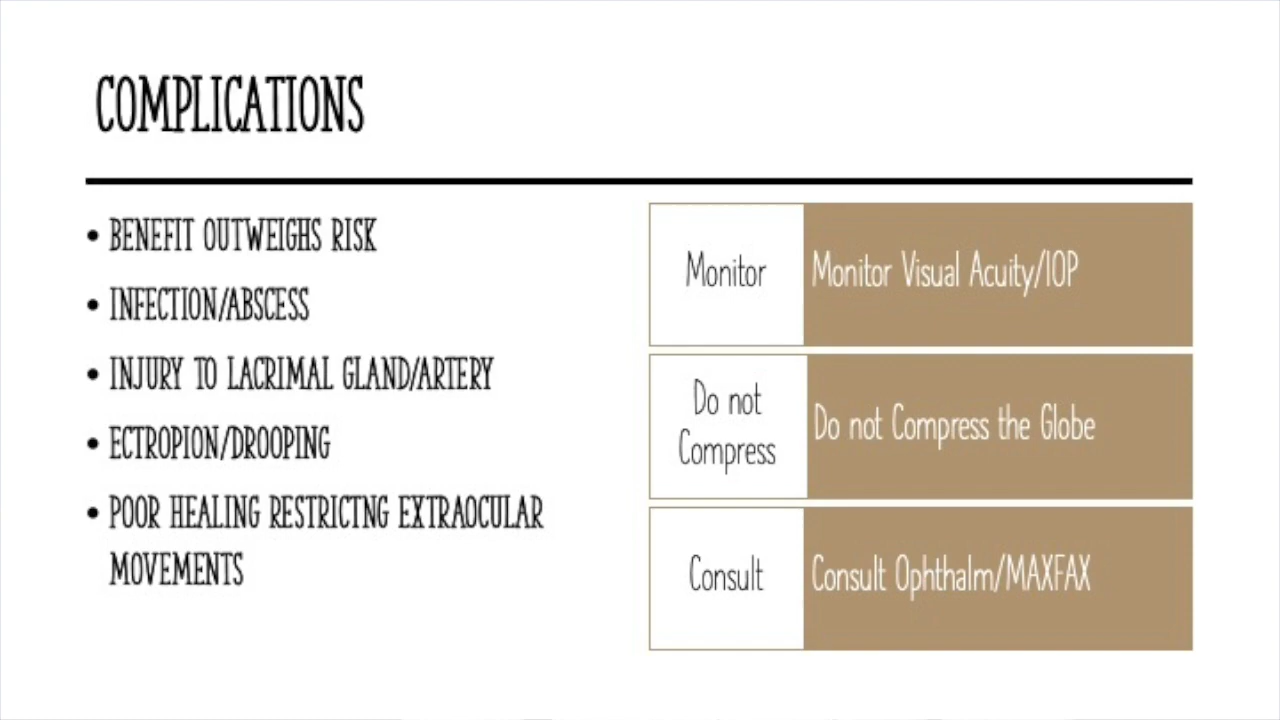 COMPLICATIONS
• BENEFIT OUTWEIGHS RISK
• INFECTION/ABSCESS
• INJURY TO LACRIMAL GLAND/ARTERY
• ECTROPION/DROOPING
• POOR HEALING RESTRICTNG EXTRAOCULAR
MOVEMENTS
Monitor
Monitor Visual Acuity/IOP
Do not
Compress
Do not Compress the Globe
Consult
Consult Ophthalm/MAXFAX